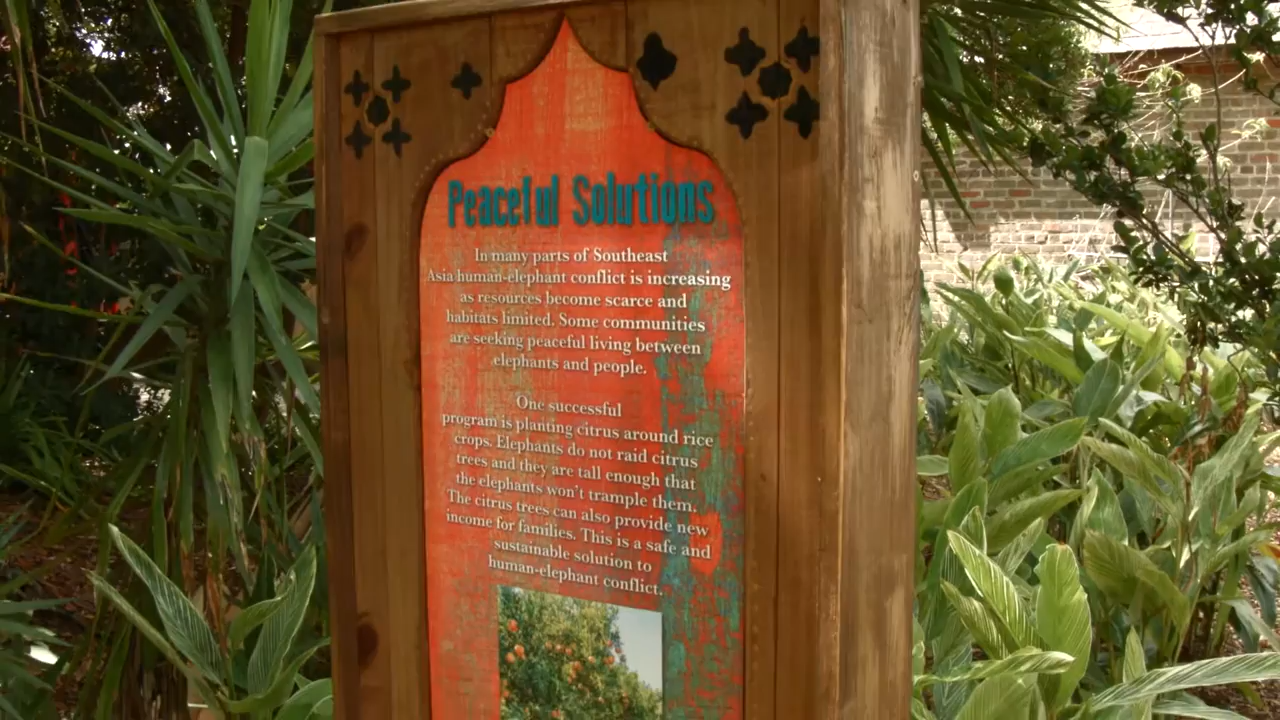 Peaceful Solutions
In many parts of Southeast
Asia human-elephant conflict is increasing
as resources become scarce and
habitats limited. Some communities
are seeking peaceful living between
elephants and people.
One successful
program is planting citrus around rice
crops. Elephants do not raid citrus
trees and they are tall enough that
the elephants won't trample them.
The citrus trees can also provide new
income for families. This is a safe and
sustainable solution to
human-elephant conflict.